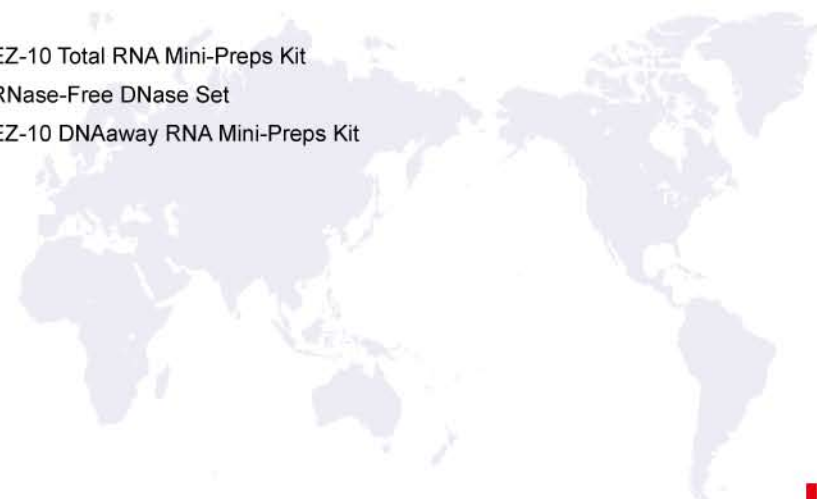 EZ-10 Total RNA Mini-Preps Kit
RNase-Free DNase Set
EZ-10 DNAaway RNA Mini-Preps Kit